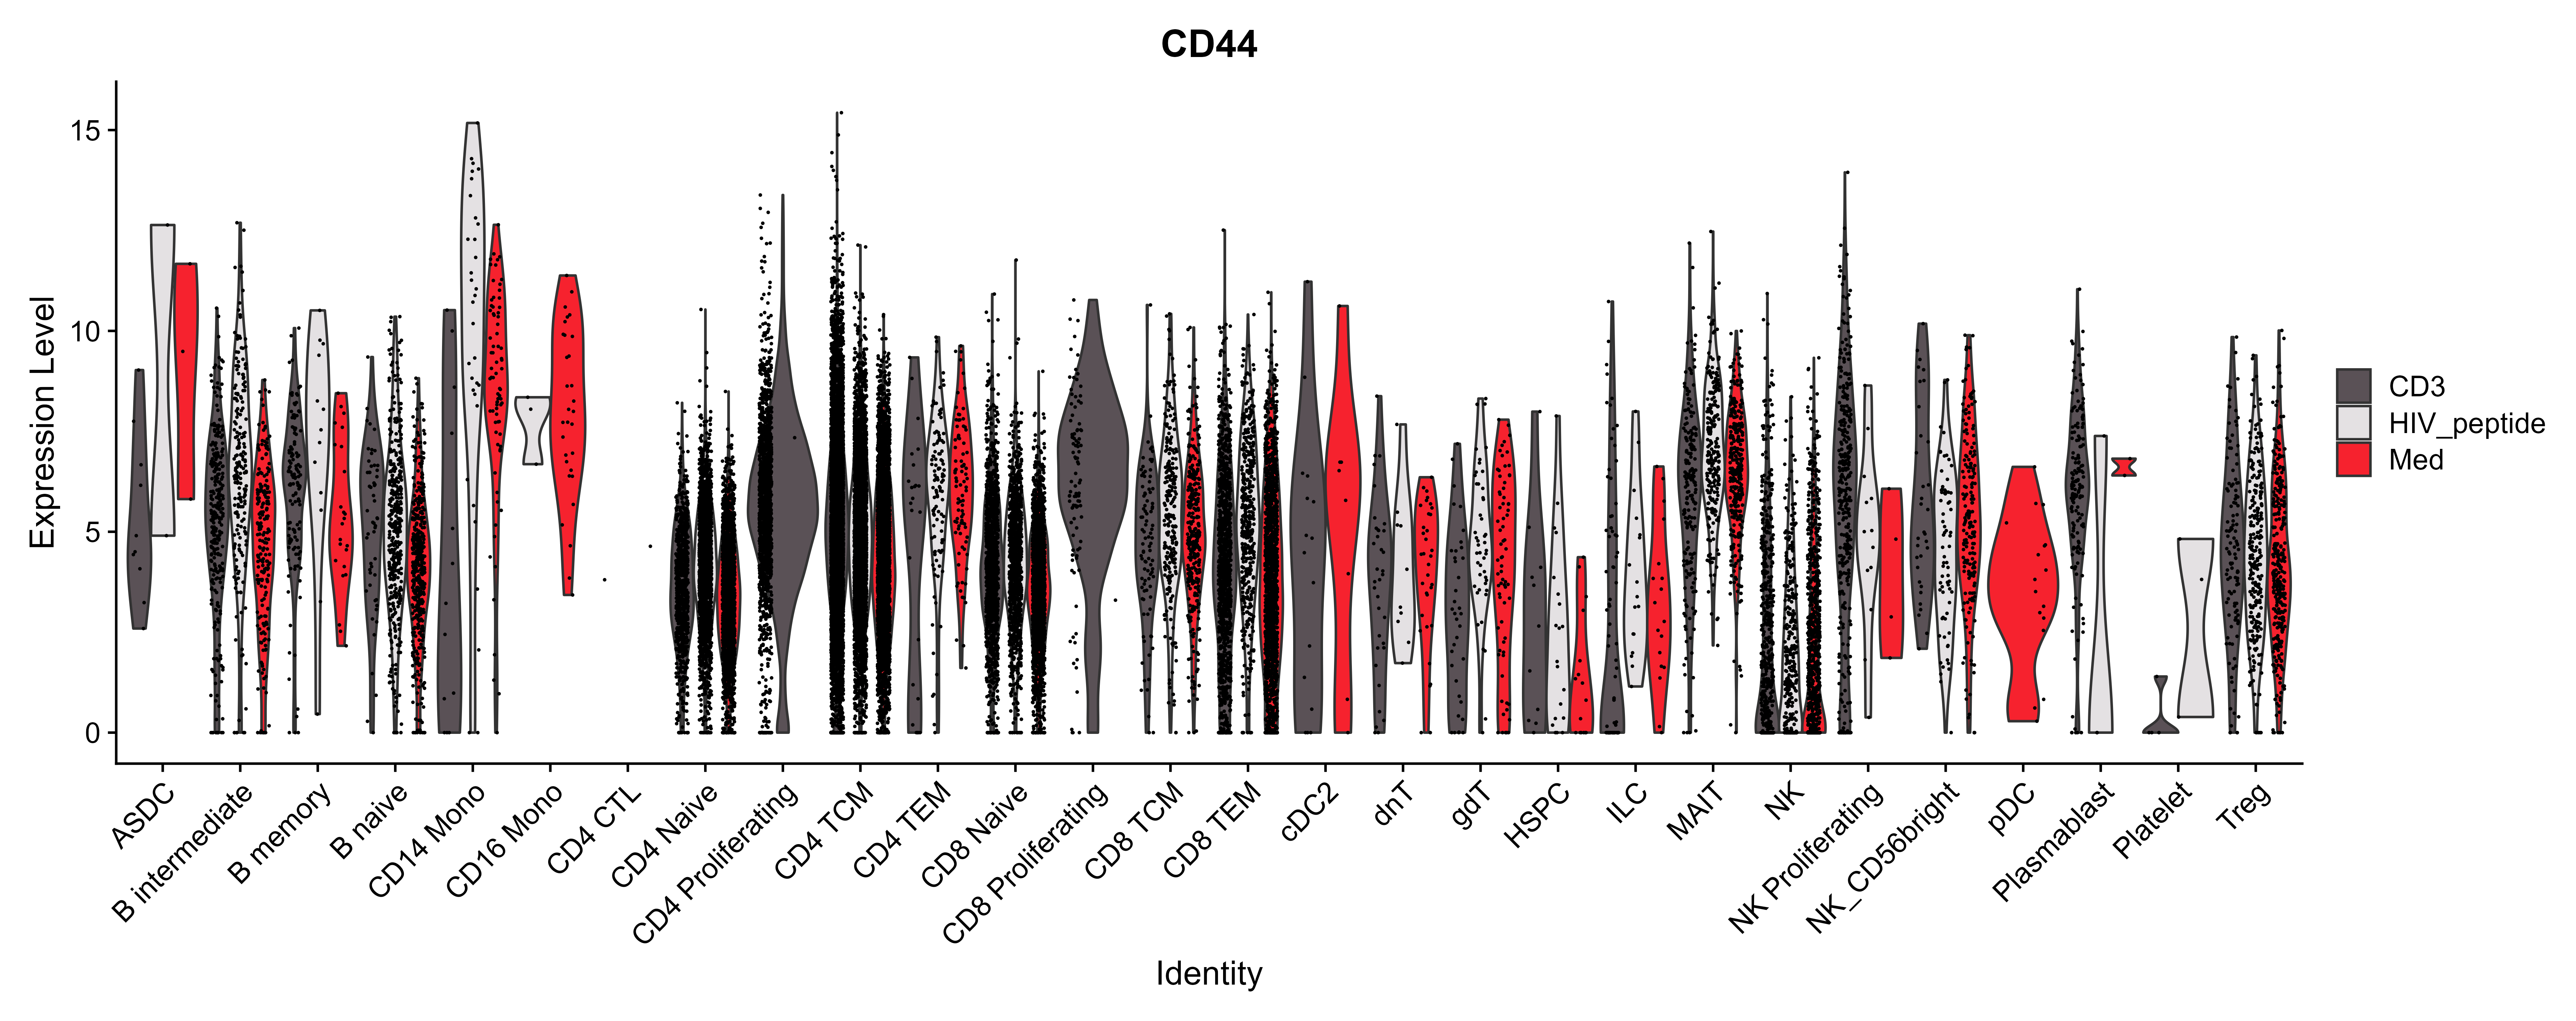 CD44
Expression Level
15
10
5
0
ASDC
B intermediate
B memory
B naive
CD14 Mono
CD16 Mono
CD4 CTL
CD4 Naive
CD4 Proliferating
CD4 TCM
CD4 TEM
CD8 Naive
CD8 Proliferating
CD8 TCM
CD8 TEM
cDC2
dnT
gdT
HSPC
ILC
MAIT
NK
NK Proliferating
NK_CD56bright
pDC
Plasmablast
Platelet
Treg
Identity
CD3
HIV_peptide
Med